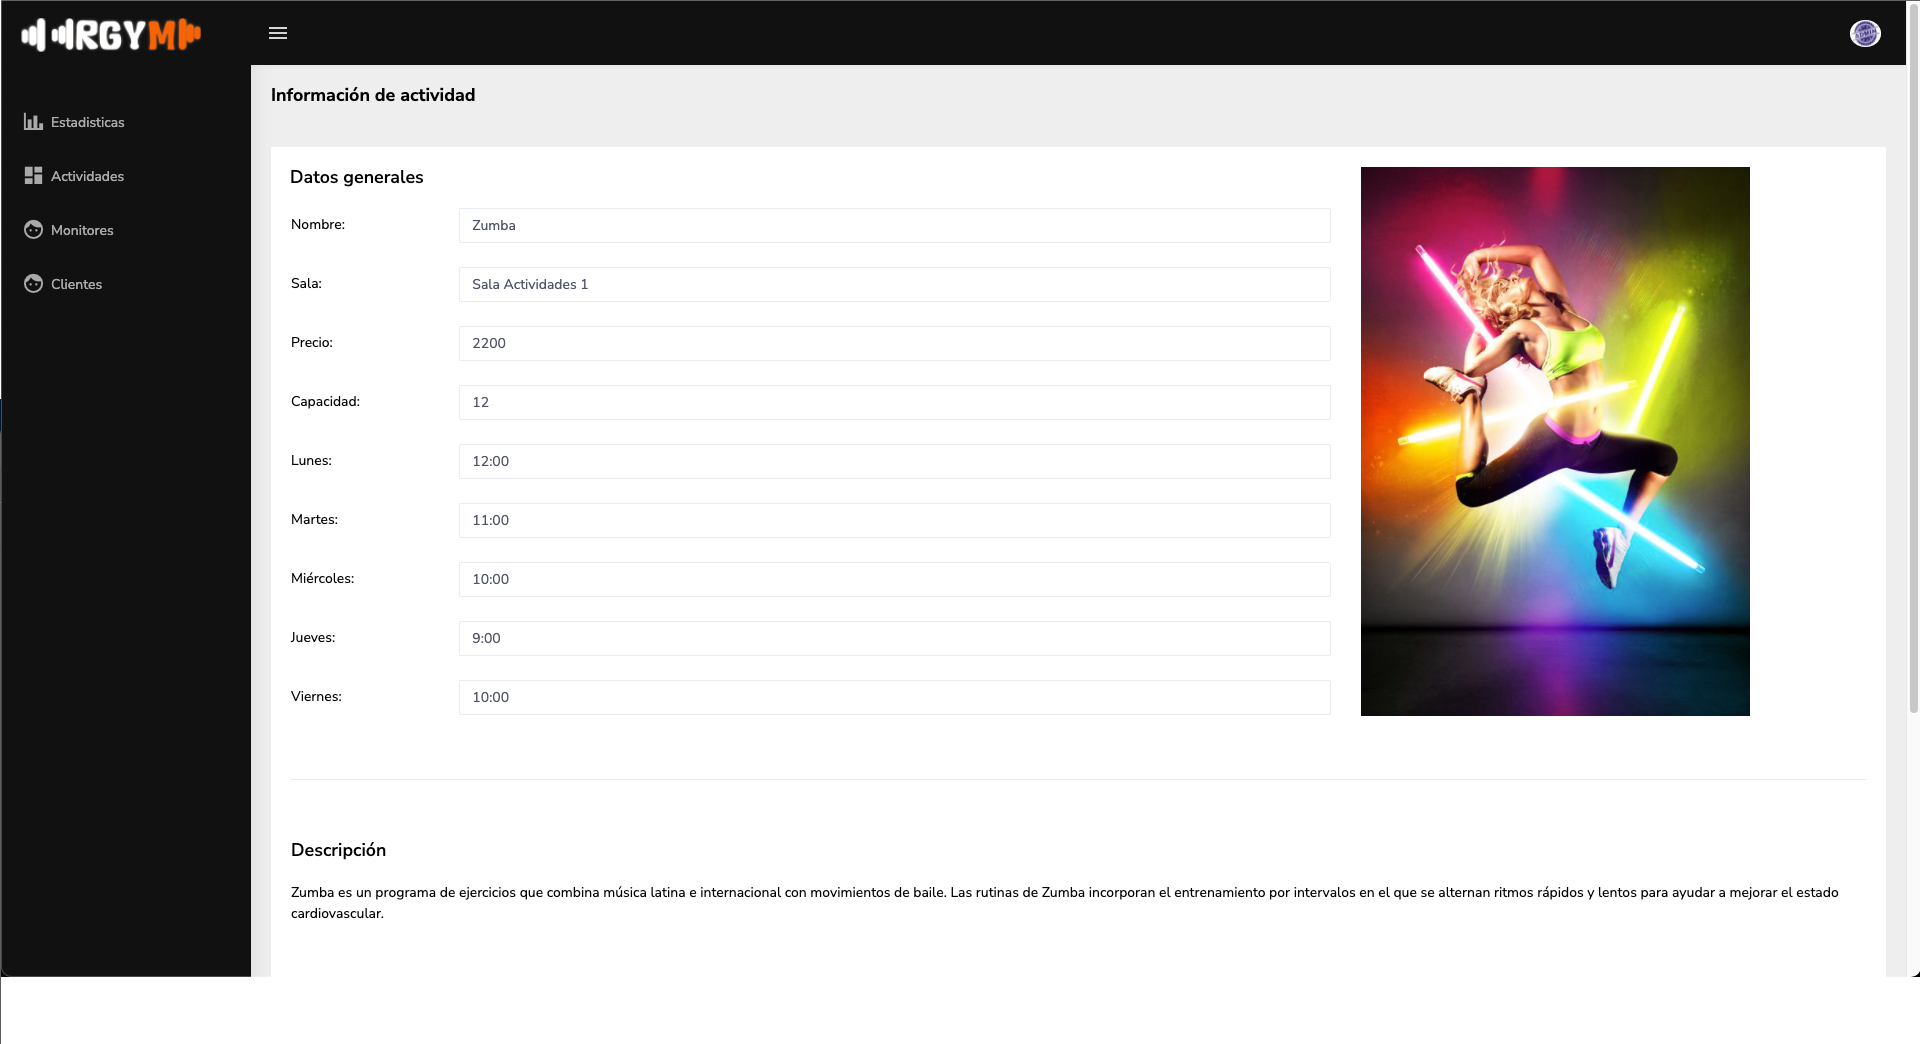 RGYM
Información de actividad
Estadisticas
Actividades
Monitores
Clientes
Datos generales
Nombre: Zumba
Sala: Sala Actividades 1
Precio: 2200
Capacidad: 12
Lunes: 12:00
Martes: 11:00
Miércoles: 10:00
Jueves: 9:00
Viernes: 10:00
Descripción
Zumba es un programa de ejercicios que combina música latina e internacional con movimientos de baile. Las rutinas de Zumba incorporan el entrenamiento por intervalos en el que se alternan ritmos rápidos y lentos para ayudar a mejorar el estado
cardiovascular.